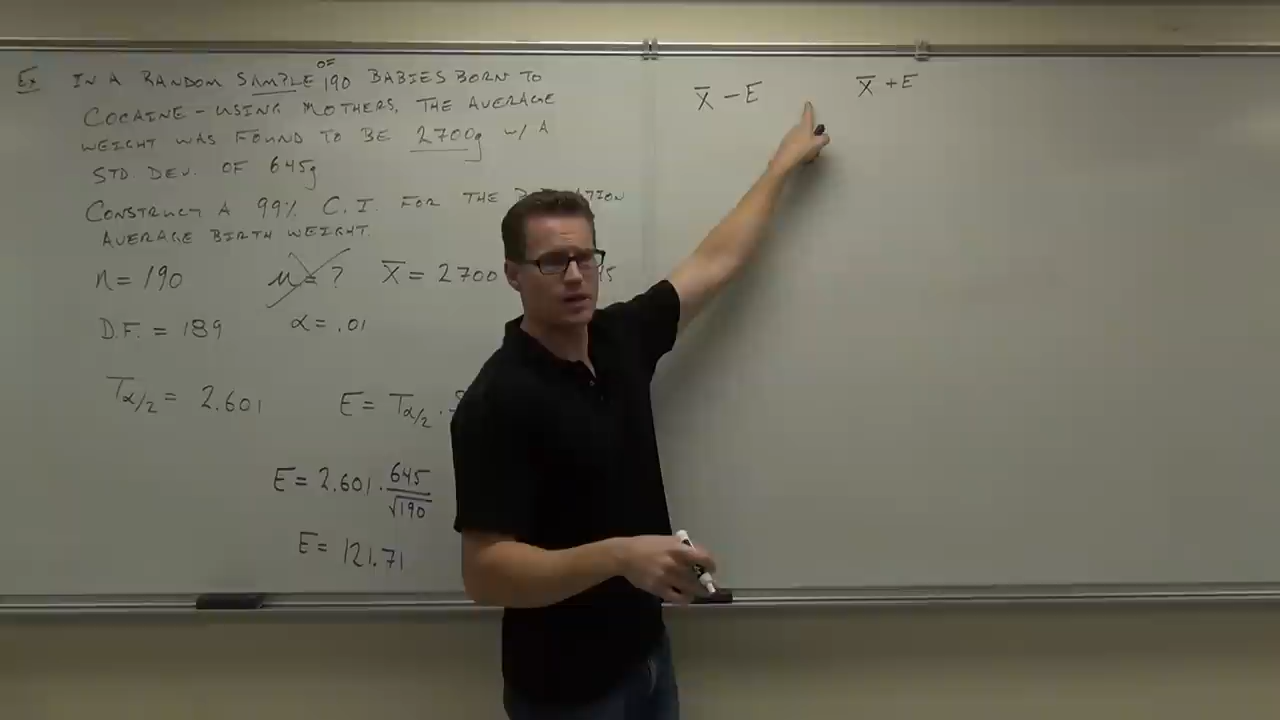 Ex IN A RANDOM SAMPLE OF 190 BABIES BORN TO
COCAINE-USING MOTHERS, THE AVERAGE
WEIGHT WAS FOUND TO BE 2700g w/ A
STD. DEV. OF 645g
CONSTRUCT A 99% C.I. FOR THE
AVERAGE BIRTH WEIGHT.
n = 190 μ = ? X̄ = 2700
D.F. = 189 α = .01
Tα/2 = 2.601 E = Tα/2 ·
E = 2.601 · 645/√190
E = 121.71
X̄ - E X̄ + E